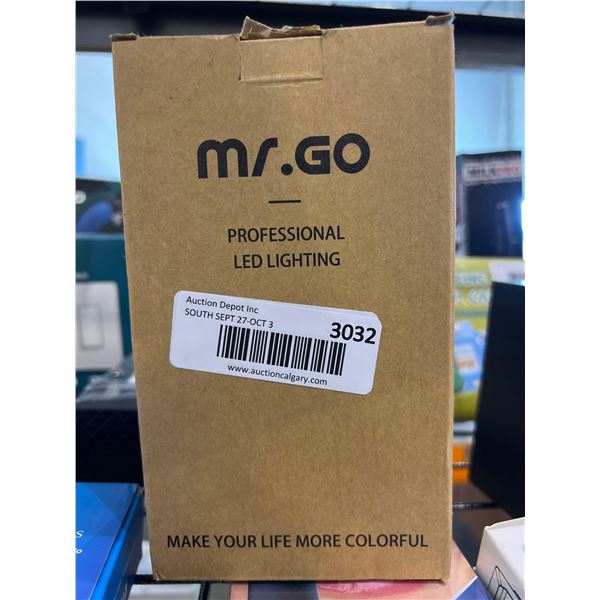 mr.GO
PROFESSIONAL
LED LIGHTING
Auction Depot Inc
SOUTH SEPT 27-OCT 3
3032
www.auctioncalgary.com
MAKE YOUR LIFE MORE COLORFUL